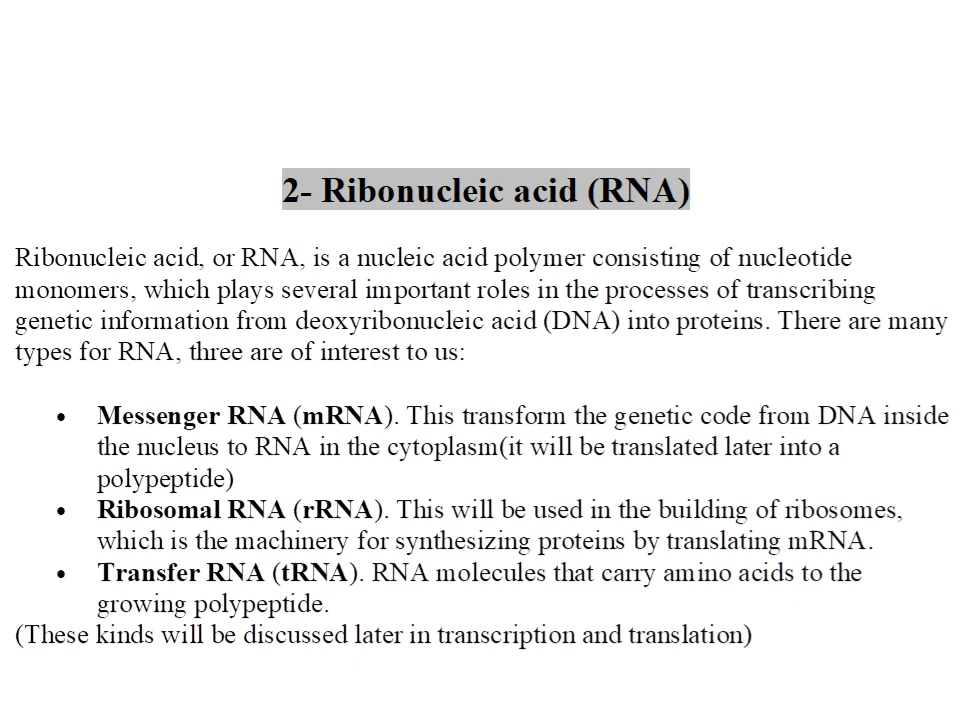 2- Ribonucleic acid (RNA)
Ribonucleic acid, or RNA, is a nucleic acid polymer consisting of nucleotide
monomers, which plays several important roles in the processes of transcribing
genetic information from deoxyribonucleic acid (DNA) into proteins. There are many
types for RNA, three are of interest to us:
• Messenger RNA (mRNA). This transform the genetic code from DNA inside
the nucleus to RNA in the cytoplasm(it will be translated later into a
polypeptide)
• Ribosomal RNA (rRNA). This will be used in the building of ribosomes,
which is the machinery for synthesizing proteins by translating mRNA.
• Transfer RNA (tRNA). RNA molecules that carry amino acids to the
growing polypeptide.
(These kinds will be discussed later in transcription and translation)